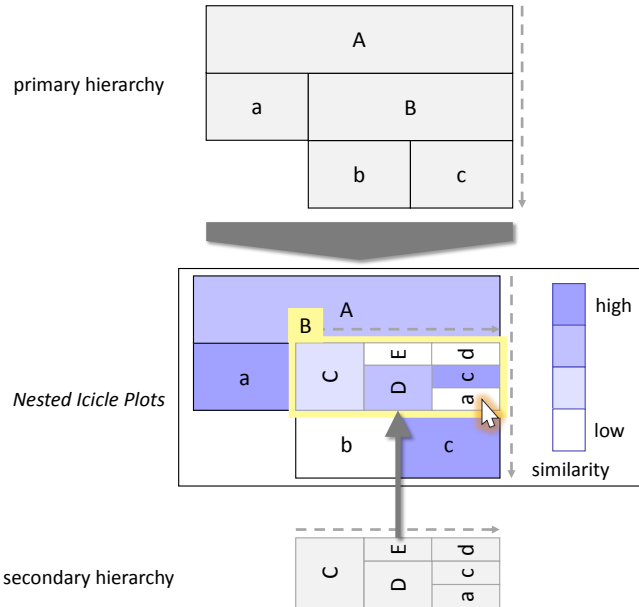 A
primary hierarchy
a
B
b
c
A
B
high
E
d
a
C
c
D
a
Nested Icicle Plots
low
b
c
similarity
E
d
C
c
secondary hierarchy
D
a